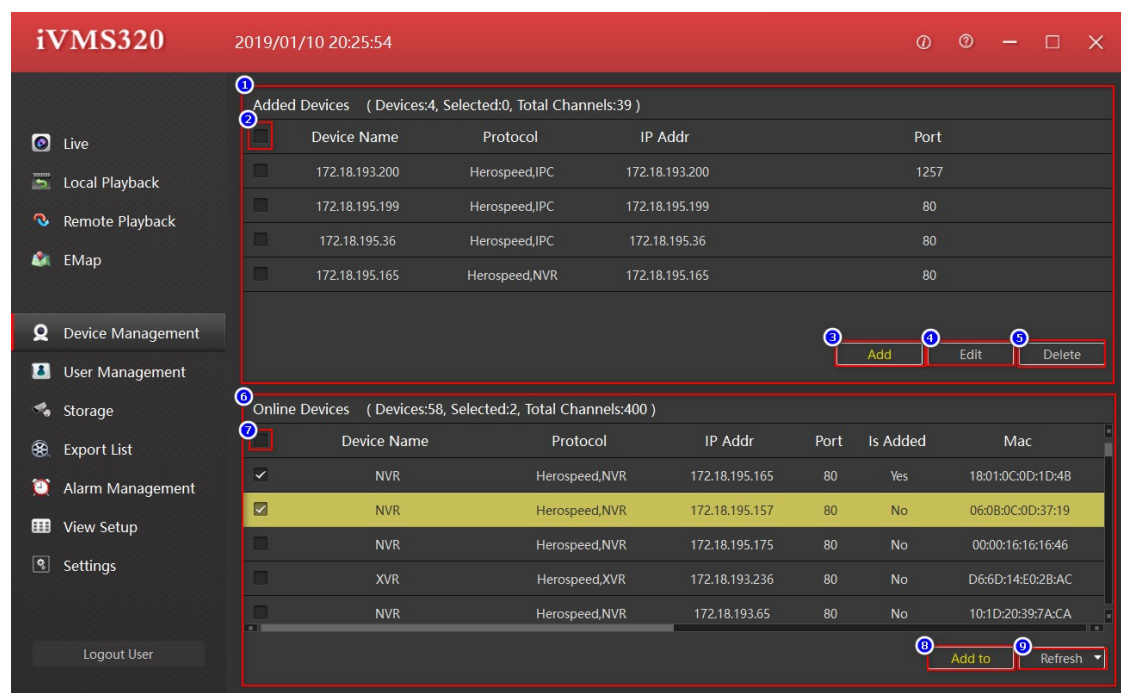 iVMS320
2019/01/10 20:25:54
Live
Local Playback
Remote Playback
EMap
Device Management
User Management
Storage
Export List
Alarm Management
View Setup
Settings
Logout User
1
Added Devices ( Devices:4, Selected:0, Total Channels:39 )
2
Device Name Protocol IP Addr Port
172.18.193.200 Herospeed,IPC 172.18.193.200 1257
172.18.195.199 Herospeed,IPC 172.18.195.199 80
172.18.195.36 Herospeed,IPC 172.18.195.36 80
172.18.195.165 Herospeed,NVR 172.18.195.165 80
3 4 5
Add Edit Delete
6
Online Devices ( Devices:58, Selected:2, Total Channels:400 )
7
Device Name Protocol IP Addr Port Is Added Mac
NVR Herospeed,NVR 172.18.195.165 80 Yes 18:01:0C:0D:1D:4B
NVR Herospeed,NVR 172.18.195.157 80 No 06:0B:0C:0D:37:19
NVR Herospeed,NVR 172.18.195.175 80 No 00:00:16:16:16:46
XVR Herospeed,XVR 172.18.193.236 80 No D6:6D:14:E0:2B:AC
NVR Herospeed,NVR 172.18.193.65 80 No 10:1D:20:39:7A:CA
8 9
Add to Refresh